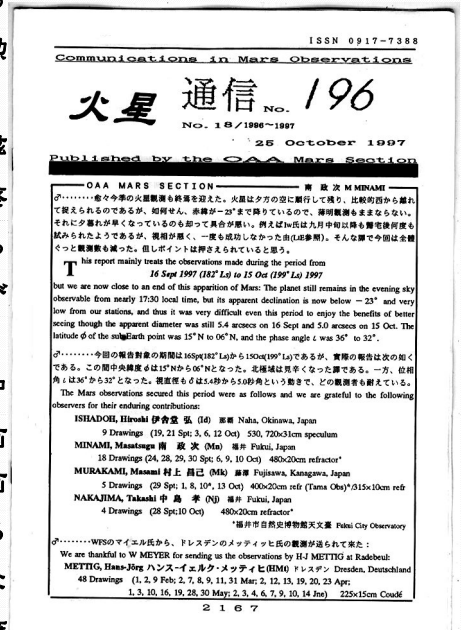 ISSN 0917-7388
Communications in Mars Observations
火星 通信 No. 196
No. 18/1996~1997
25 October 1997
Published by the OAA Mars Section
OAA MARS SECTION 南 政 次 M MINAMI
♂········愈々今季の火星観測も終落を迎えた。火星は夕方の空に順行して残り、比較的西から離れ
て捉えられるのであるが、如何せん、赤緯が-23°まで降りているので、薄明観測もままならない。
それに夕暮れが早くなっているのも却って具合が悪い。例えばIw氏は九月中旬以降も帰宅後何度も
試みられたようであるが、視相が悪く、一度も成功しなかった由(LtE参照)。そんな訳で今回は全體
ぐっと観測数も減った。但しポイントは押さえられていると思う。
This report mainly treats the observations made during the period from
16 Sept 1997 (182° Ls) to 15 Oct (199° Ls) 1997
but we are now close to an end of this apparition of Mars: The planet still remains in the evening sky
observable from nearly 17:30 local time, but its apparent declination is now below - 23° and very
low from our stations, and thus it was very difficult even this period to enjoy the benefits of better
seeing though the apparent diameter was still 5.4 arcsecs on 16 Sept and 5.0 arcsecs on 15 Oct. The
latitude φ of the sub-Earth point was 15°N to 06°N, and the phase angle ι was 36° to 32°.
♂········今回の報告對象の期間は16Spt(182°Ls)から15Oct(199°Ls)であるが、實際の報告は次の如く
である。この間中央緯度φは15°Nから06°Nとなった。北極域は見辛くなった譯である。一方、位相
角ιは36°から32°となった。視直徑もδは5.4秒から5.0秒角という動きで、どの観測者も耐えている。
The Mars observations secured this period were as follows and we are grateful to the following
observers for their enduring contributions:
ISHADOH, Hiroshi 伊舎堂 弘 (Id) 那覇 Naha, Okinawa, Japan
9 Drawings (19, 21 Spt; 3, 6, 12 Oct) 530, 720x31cm speculum
MINAMI, Masatsugu 南 政 次 (Mn) 福井 Fukui, Japan
18 Drawings (24, 28, 29, 30 Spt; 6, 9, 10 Oct) 480x20cm refractor*
MURAKAMI, Masami 村上 昌己 (Mk) 藤澤 Fujisawa, Kanagawa, Japan
5 Drawings (29 Spt; 1, 8, 10^, 13 Oct) 400x20cm refr (Tama Obs)^/315x10cm refr
NAKAJIMA, Takashi 中 島 孝 (Nj) 福井 Fukui, Japan
4 Drawings (28 Spt;10 Oct) 480x20cm refractor*
*福井市自然史博物館天文臺 Fukui City Observatory
♂········WFSのマイエル氏から、ドレスデンのメッティッヒ氏の観測が送られて来た:
We are thankful to W MEYER for sending us the observations by H-J METTIG at Radebeul:
METTIG, Hans-Jörg ハンス-イェルク・メッティヒ(HMt) ドレスデン Dresden, Deutschland
48 Drawings (1, 2, 9 Feb; 2, 7, 8, 9, 11, 31 Mar; 2, 12, 13, 19, 20, 23 Apr;
1, 3, 10, 16, 19, 28, 30 May; 2, 3, 4, 6, 7, 9, 10, 14 Jne) 225x15cm Coudé
2167